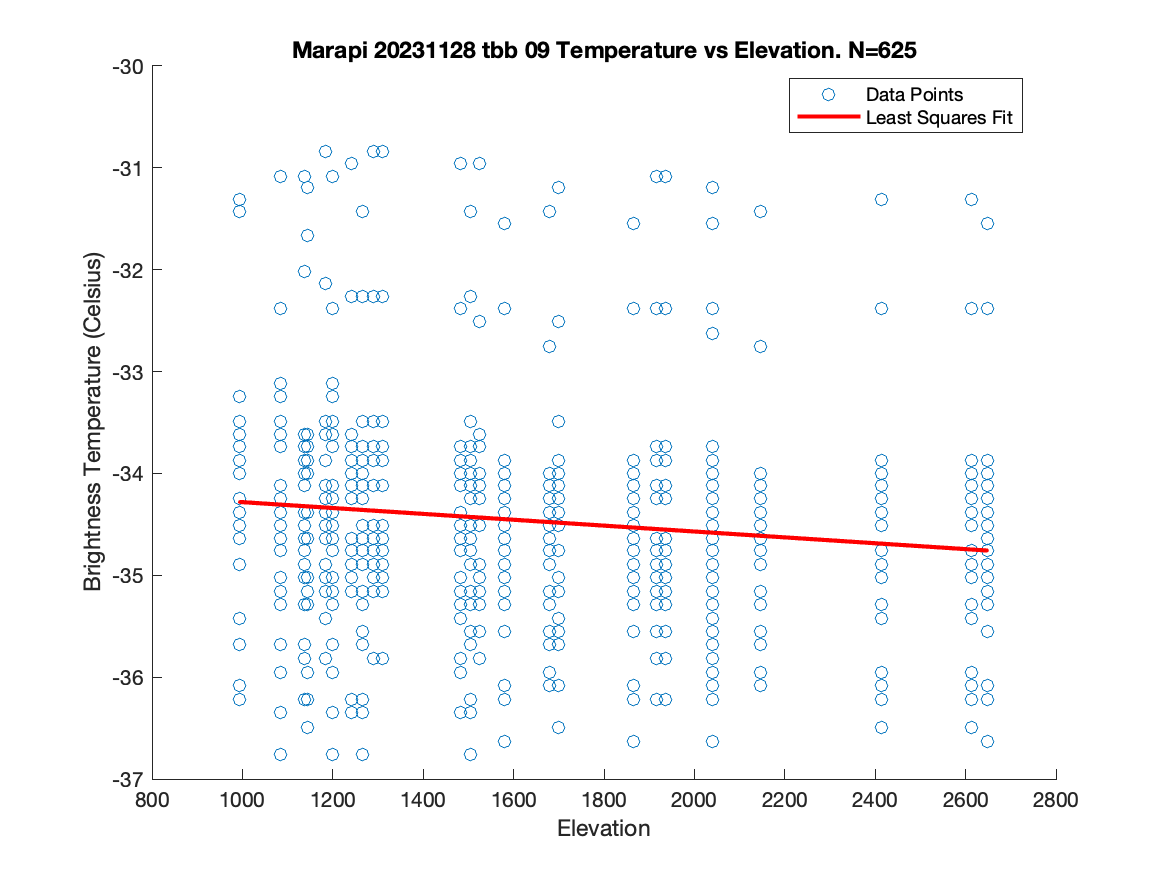 Marapi 20231128 tbb 09 Temperature vs Elevation. N=625
Data Points
Least Squares Fit
-30
-31
-32
-33
-34
-35
-36
-37
Brightness Temperature (Celsius)
800 1000 1200 1400 1600 1800 2000 2200 2400 2600 2800
Elevation